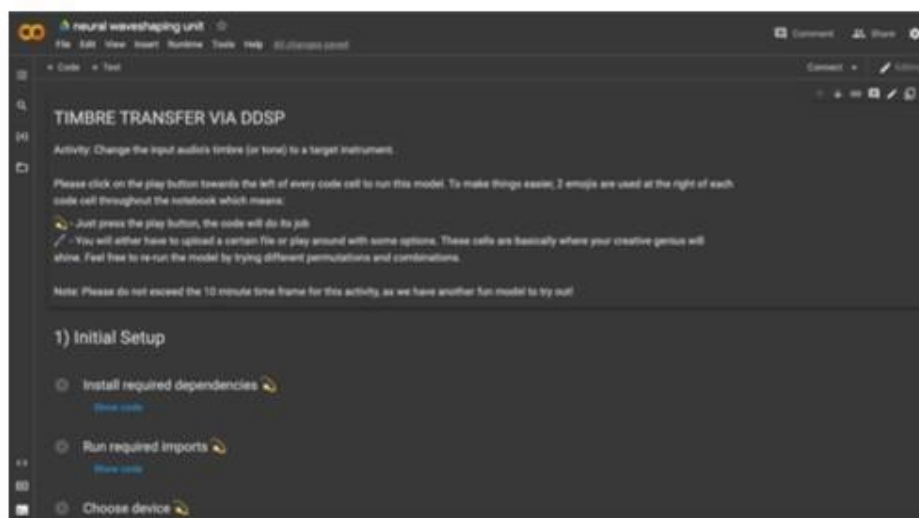 neural waveshaping unit
File Edit View Insert Runtime Tools Help All changes saved
Comment Share
+ Code + Text
Connect
TIMBRE TRANSFER VIA DDSP
Activity: Change the input audio's timbre (or tone) to a target instrument.
Please click on the play button towards the left of every code cell to run this model. To make things easier, 2 emojis are used at the right of each
code cell throughout the notebook which means:
💫 - Just press the play button, the code will do its job
🪄 - You will either have to upload a certain file or play around with some options. These cells are basically where your creative genius will
shine. Feel free to re-run the model by trying different permutations and combinations.
Note: Please do not exceed the 10 minute time frame for this activity, as we have another fun model to try out!
1) Initial Setup
Install required dependencies 💫
Show code
Run required imports 💫
Show code
Choose device 💫